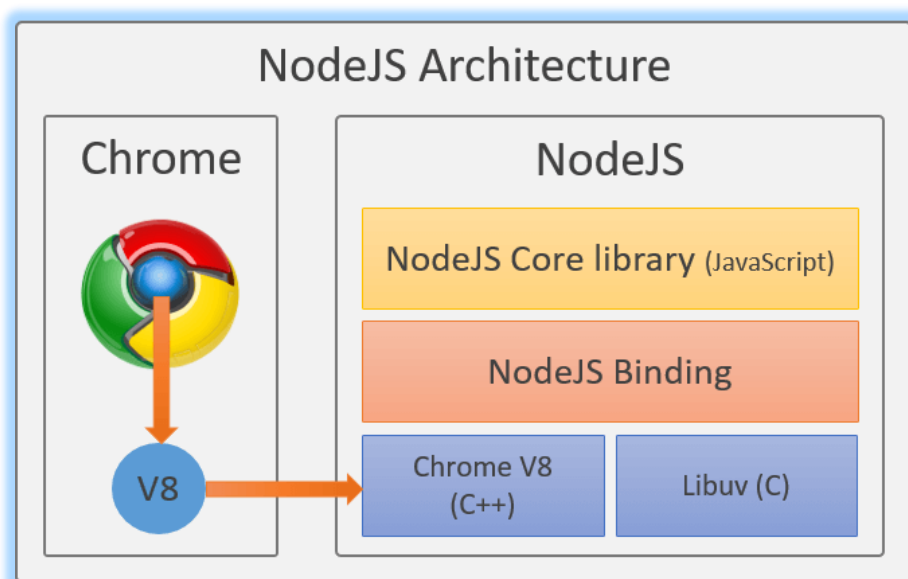 NodeJS Architecture
Chrome
V8
NodeJS
NodeJS Core library (JavaScript)
NodeJS Binding
Chrome V8
(C++)
Libuv (C)